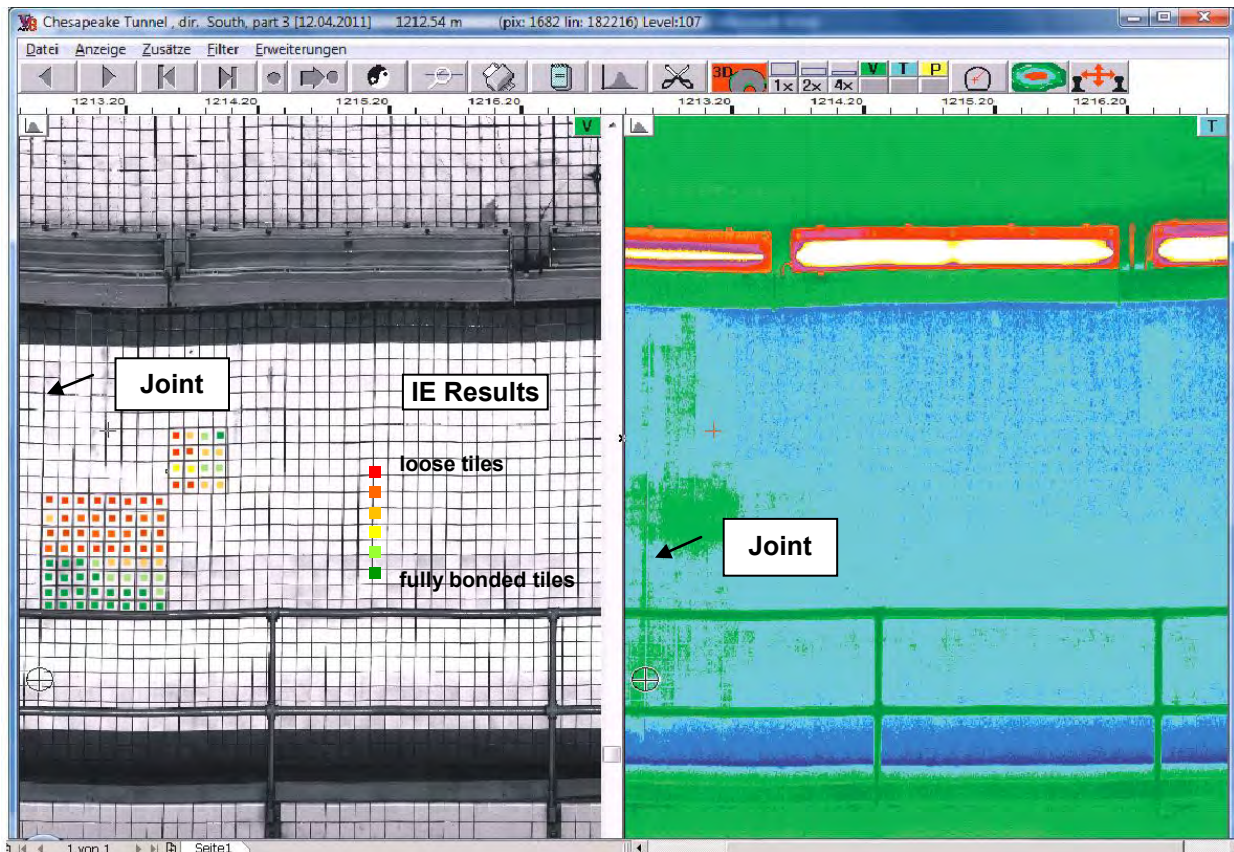 Chesapeake Tunnel , dir. South, part 3 [12.04.2011] 1212.54 m (pix: 1682 lin: 182216) Level:107
Datei Anzeige Zusätze Filter Erweiterungen
3D 1x 2x 4x V T P
1213.20 1214.20 1215.20 1216.20 1213.20 1214.20 1215.20 1216.20
V T
Joint
IE Results
loose tiles
Joint
fully bonded tiles
1 von 1 Seite1